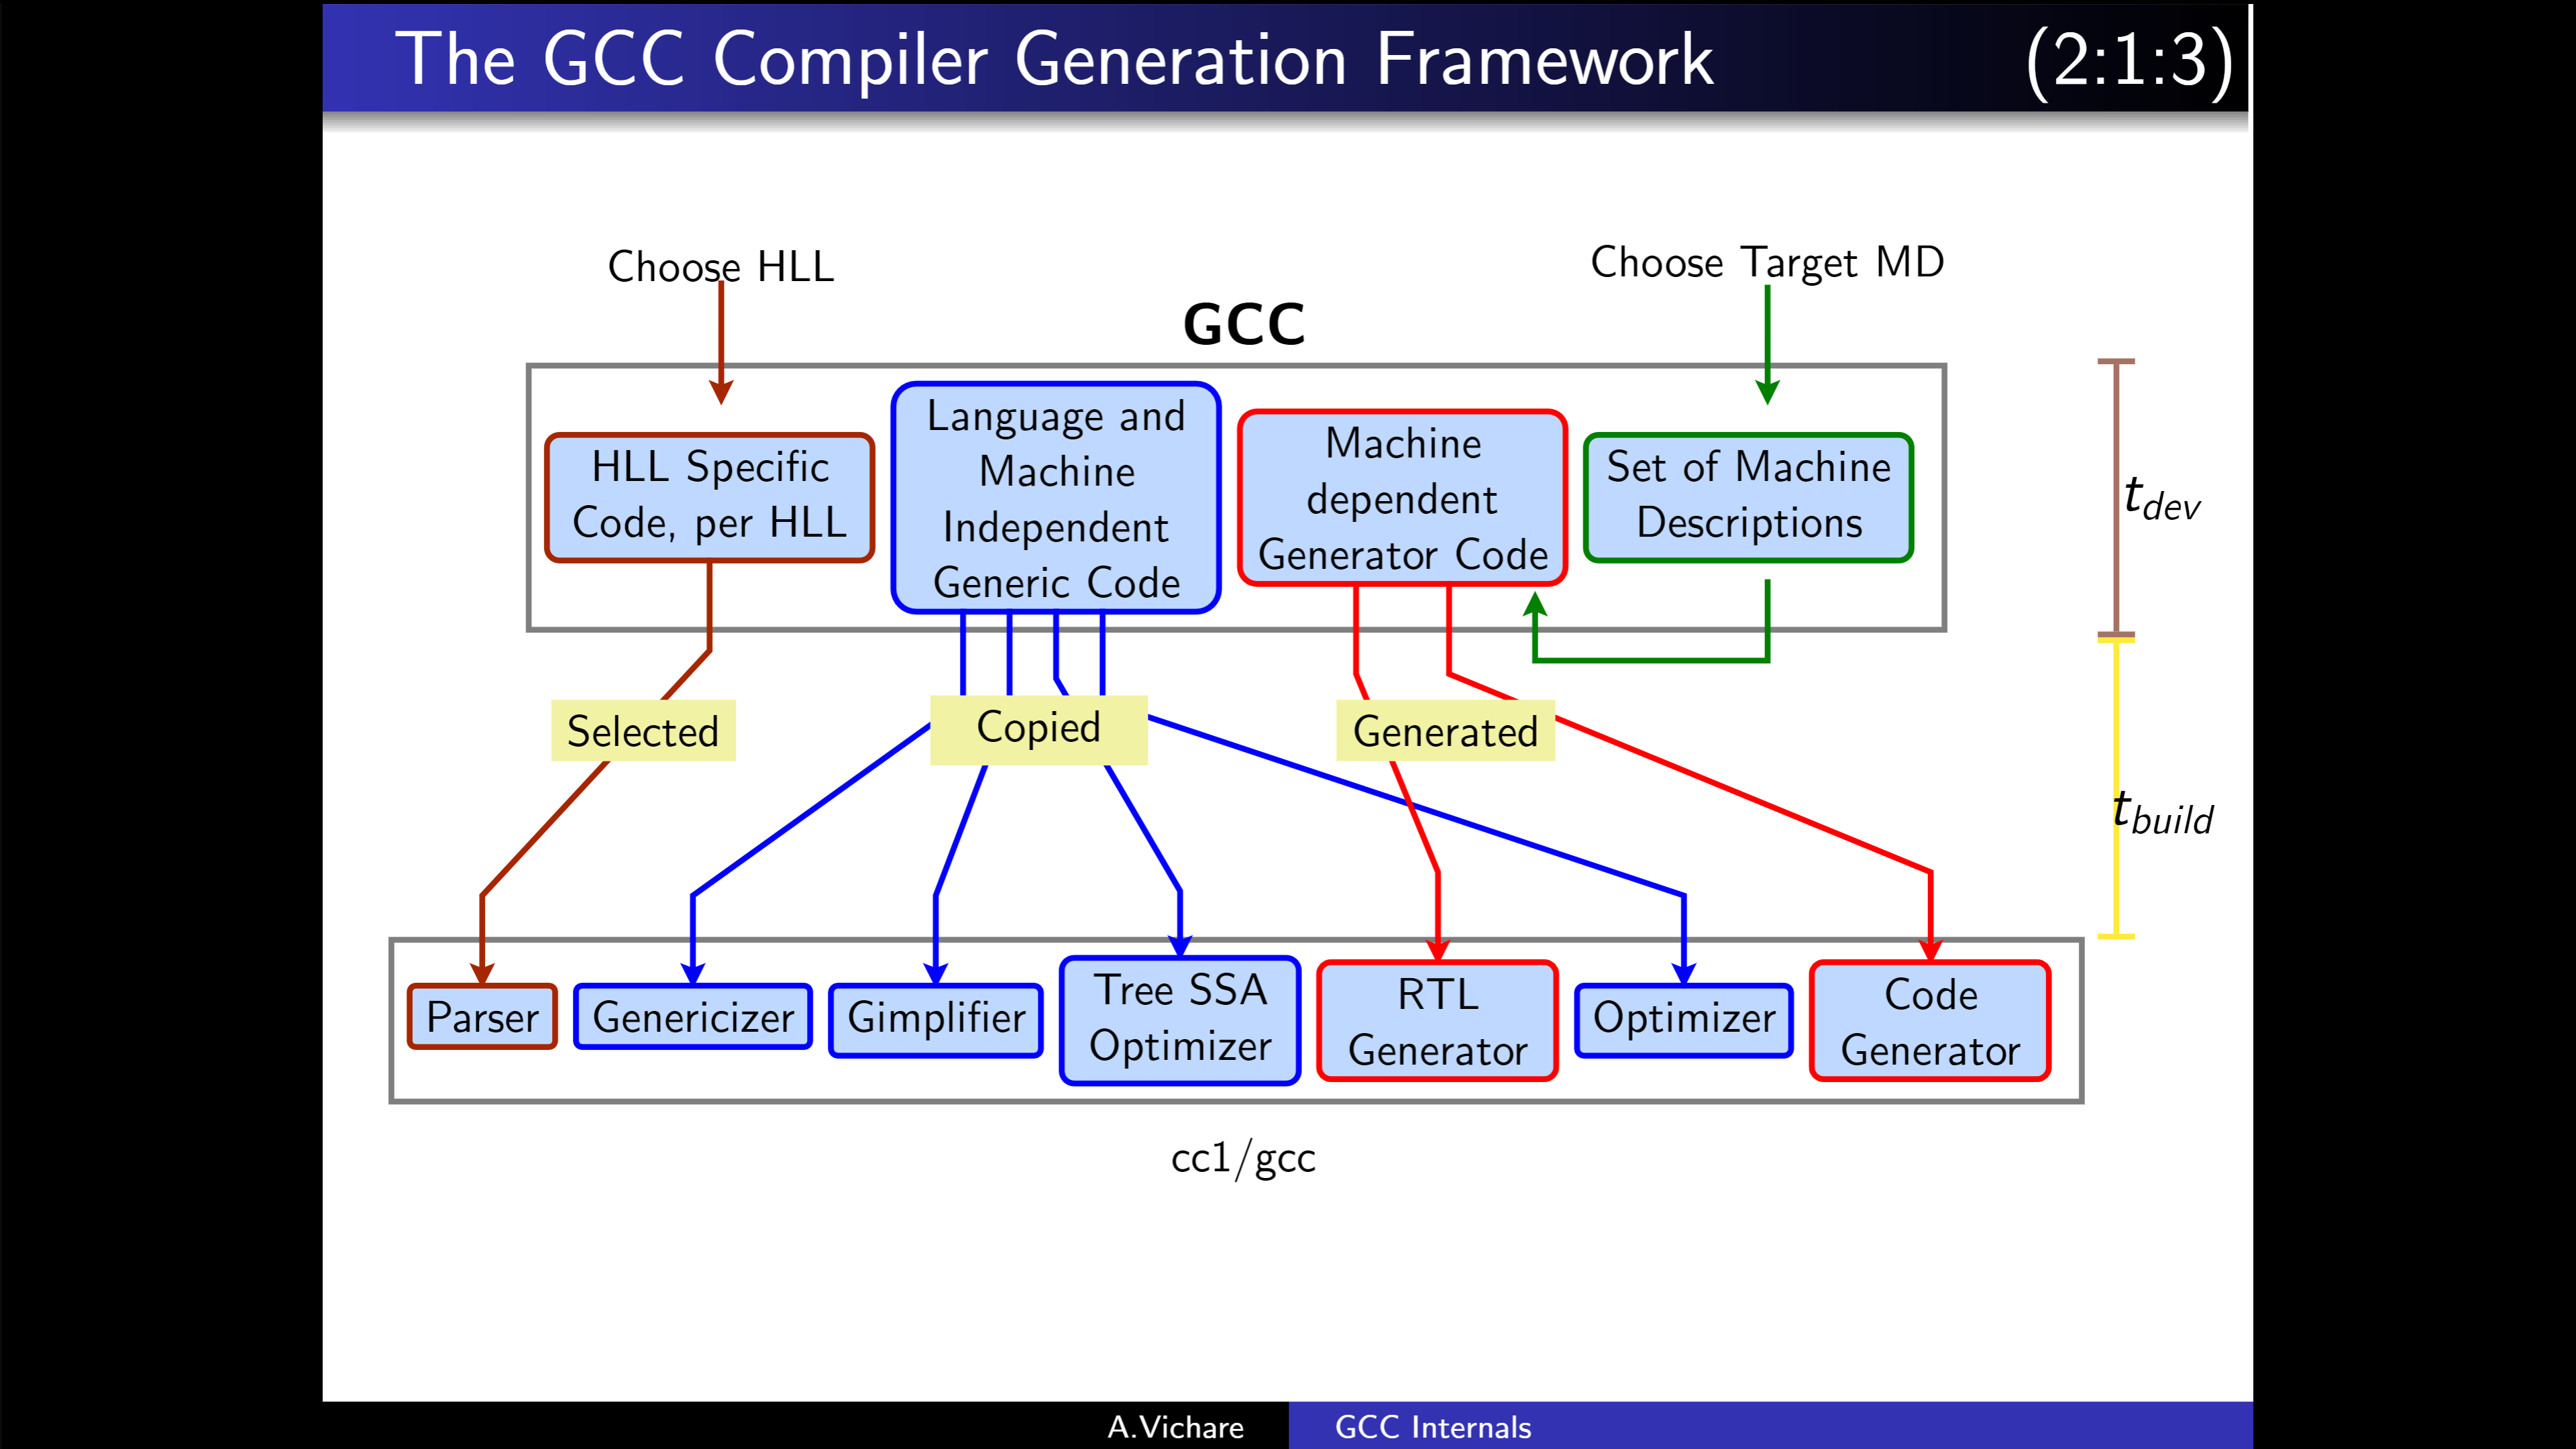 The GCC Compiler Generation Framework (2:1:3)
Choose HLL
Choose Target MD
GCC
HLL Specific
Code, per HLL
Language and
Machine
Independent
Generic Code
Machine
dependent
Generator Code
Set of Machine
Descriptions
tdev
Selected
Copied
Generated
tbuild
Parser
Genericizer
Gimplifier
Tree SSA
Optimizer
RTL
Generator
Optimizer
Code
Generator
cc1/gcc
A.Vichare
GCC Internals